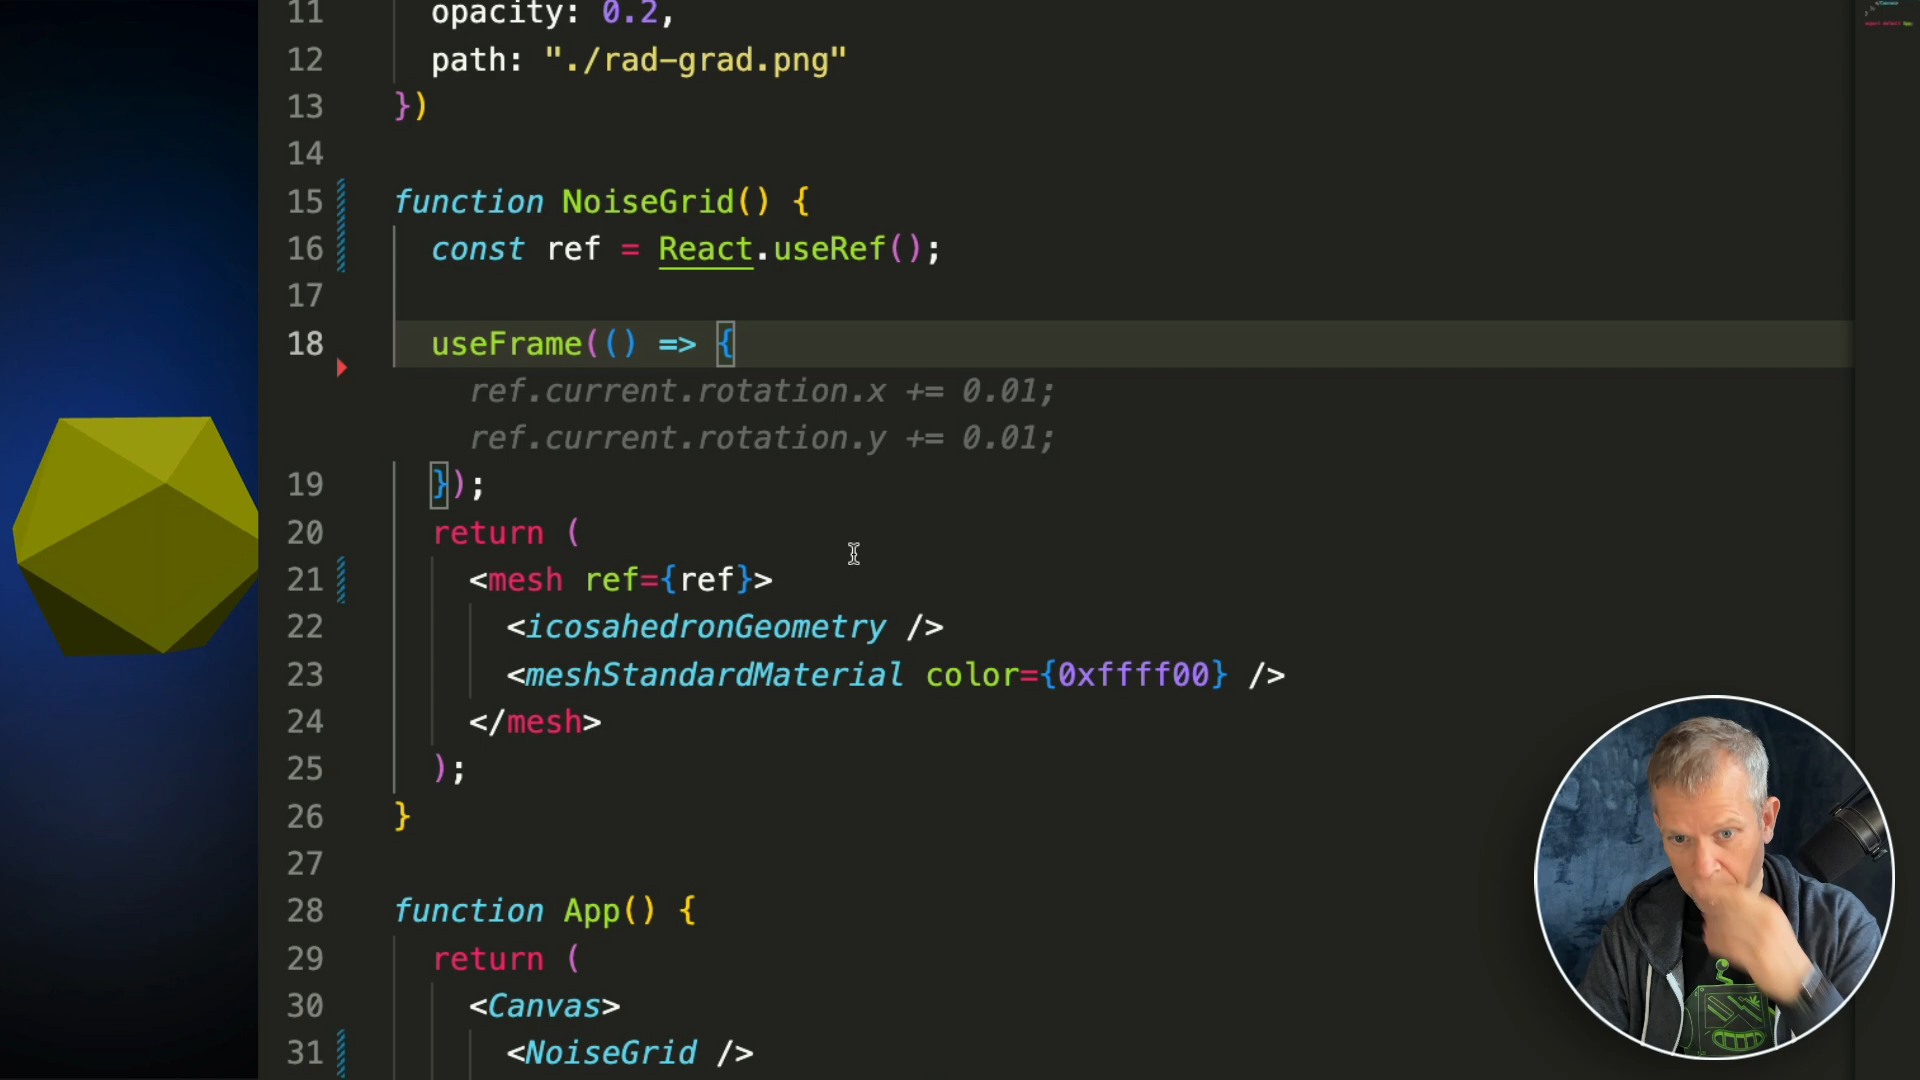 11 opacity: 0.2,
12 path: "./rad-grad.png"
13 })
14
15 function NoiseGrid() {
16 const ref = React.useRef();
17
18 useFrame(() => {
ref.current.rotation.x += 0.01;
ref.current.rotation.y += 0.01;
19 });
20 return (
21 <mesh ref={ref}>
22 <icosahedronGeometry />
23 <meshStandardMaterial color={0xffff00} />
24 </mesh>
25 );
26 }
27
28 function App() {
29 return (
30 <Canvas>
31 <NoiseGrid />